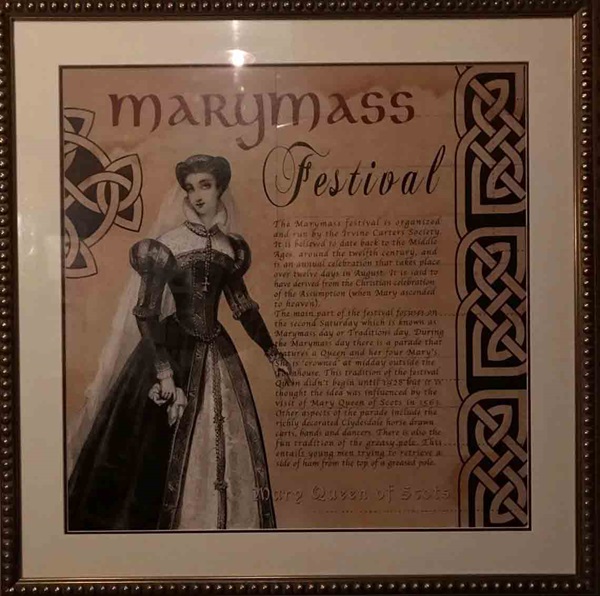 marymass
Festival
The Marymass festival is organized
and run by the Irvine Carters Society.
It is believed to date back to the Middle
Ages, around the twelfth century, and
is an annual celebration that takes place
over twelve days in August. It is said to
have derived from the Christian celebration
of the Assumption (when Mary ascended
to heaven).
The main part of the festival focuses on
the second Saturday which is known as
Marymass day or Traditions day. During
the Marymass day there is a parade that
features a Queen and her four Mary's.
She is 'crowned' at midday outside the
Townhouse. This tradition of the festival
Queen didn't begin until 1928 but it
thought the idea was influenced by the
visit of Mary Queen of Scots in 1563.
Other aspects of the parade include the
richly decorated Clydesdale horse drawn
carts, bands and dancers. There is also the
fun tradition of the greasy pole. This
entails young men trying to retrieve a
side of ham from the top of a greased pole.
Mary Queen of Scots